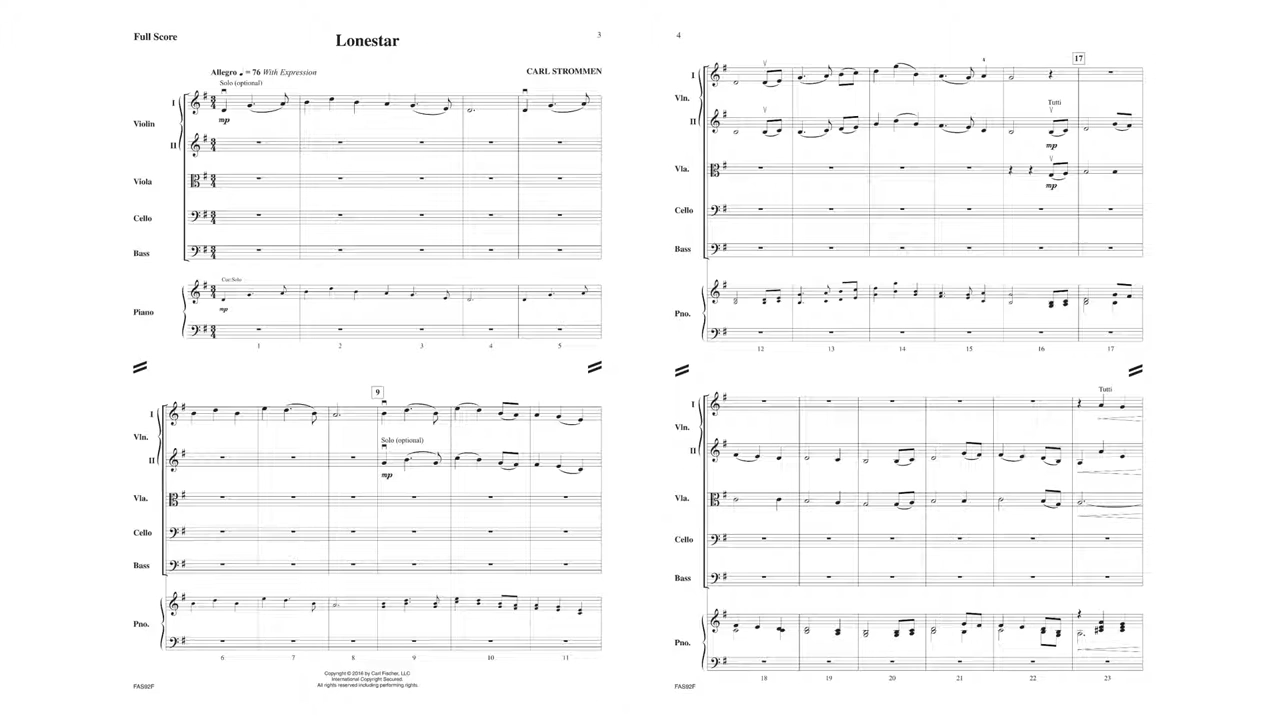 Full Score
Lonestar
3
Allegro ♩ = 76 With Expression
CARL STROMMEN
Solo (optional)
I
Violin
mp
II
Viola
Cello
Bass
Piano
mp
1 2 3 4 5
9
I
Vln.
Solo (optional)
II
mp
Vla.
Cello
Bass
Pno.
6 7 8 9 10 11
Copyright © 2016 by Carl Fischer, LLC
International Copyright Secured.
All rights reserved including performing rights.
FAS92F
4
17
I
Vln.
Tutti
II
mp
Vla.
mp
Cello
Bass
Pno.
12 13 14 15 16 17
Tutti
I
Vln.
II
Vla.
Cello
Bass
Pno.
18 19 20 21 22 23
FAS92F